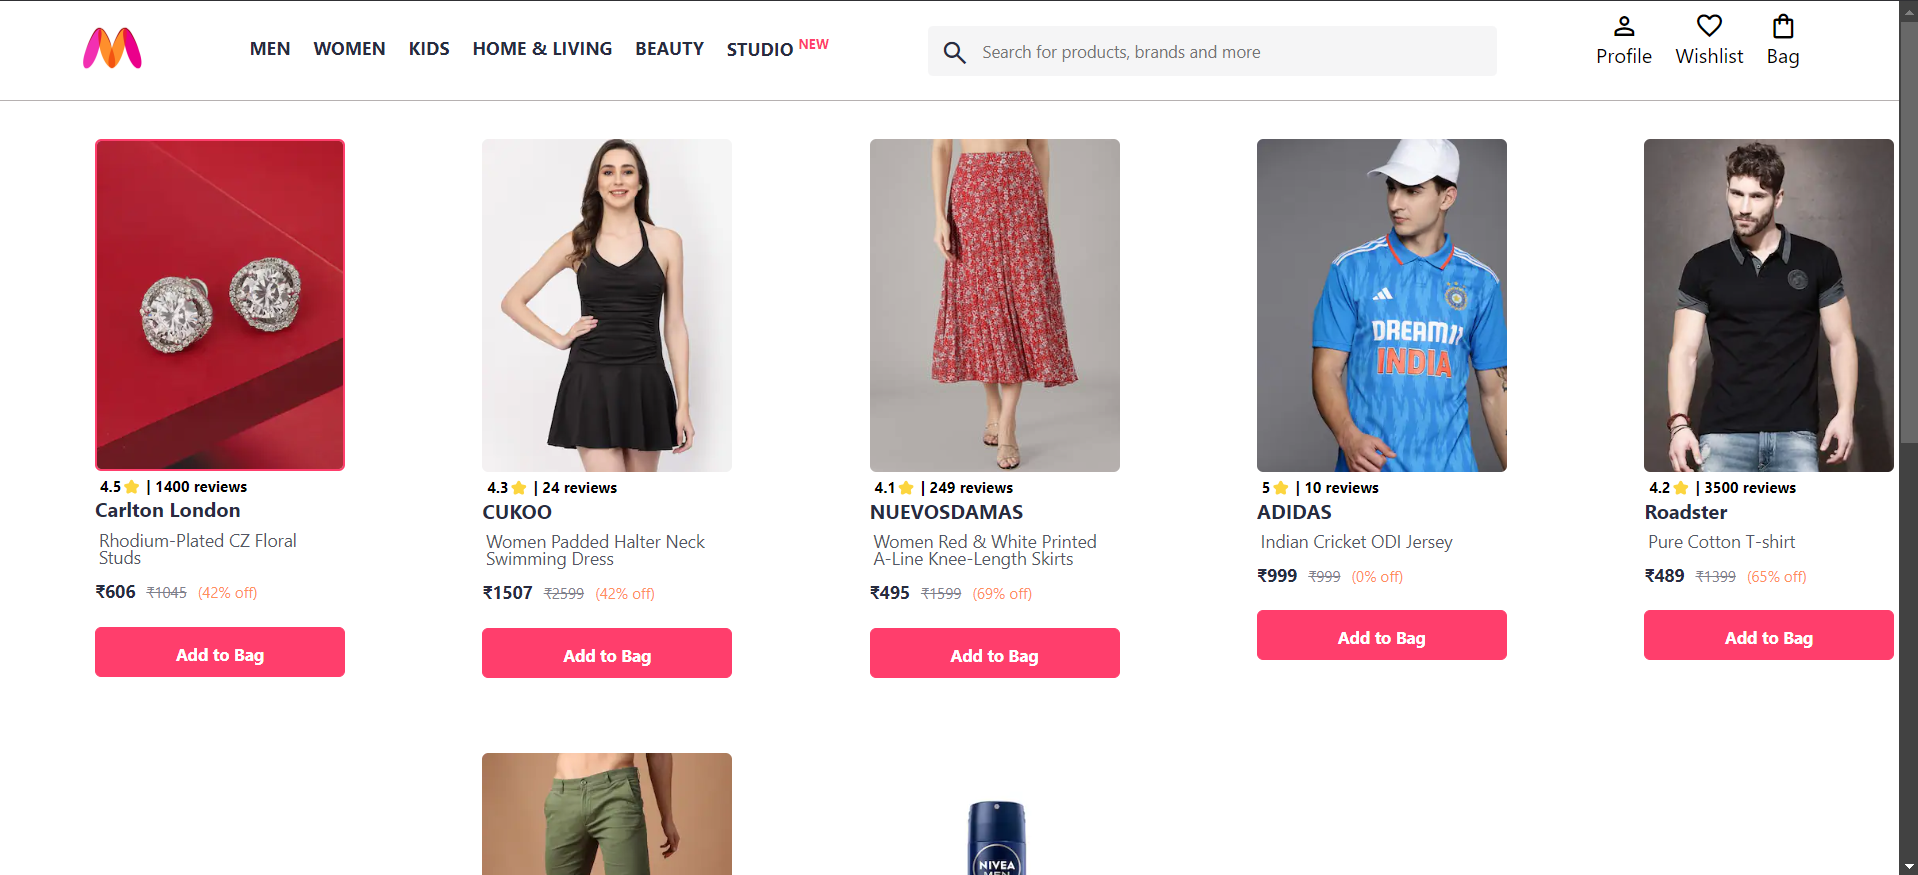 MEN WOMEN KIDS HOME & LIVING BEAUTY STUDIO NEW
Search for products, brands and more
Profile Wishlist Bag
DREAM11
INDIA
4.5 ⭐ | 1400 reviews
Carlton London
Rhodium-Plated CZ Floral
Studs
₹606 ₹1045 (42% off)
Add to Bag
4.3 ⭐ | 24 reviews
CUKOO
Women Padded Halter Neck
Swimming Dress
₹1507 ₹2599 (42% off)
Add to Bag
4.1 ⭐ | 249 reviews
NUEVOSDAMAS
Women Red & White Printed
A-Line Knee-Length Skirts
₹495 ₹1599 (69% off)
Add to Bag
5 ⭐ | 10 reviews
ADIDAS
Indian Cricket ODI Jersey
₹999 ₹999 (0% off)
Add to Bag
4.2 ⭐ | 3500 reviews
Roadster
Pure Cotton T-shirt
₹489 ₹1399 (65% off)
Add to Bag
NIVEA
MEN